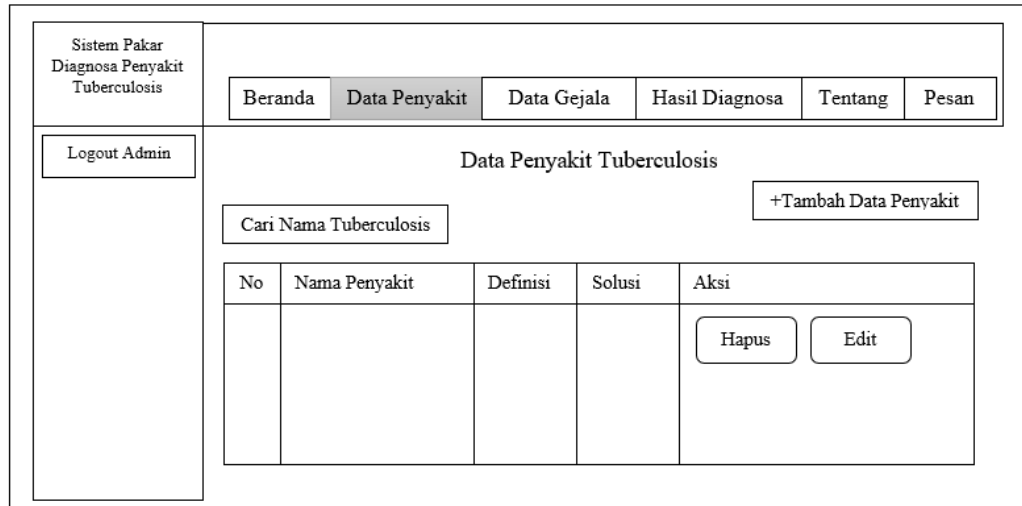 Sistem Pakar
Diagnosa Penyakit
Tuberculosis
Beranda
Data Penyakit
Data Gejala
Hasil Diagnosa
Tentang
Pesan
Logout Admin
Data Penyakit Tuberculosis
+Tambah Data Penyakit
Cari Nama Tuberculosis
No
Nama Penyakit
Definisi
Solusi
Aksi
Hapus
Edit